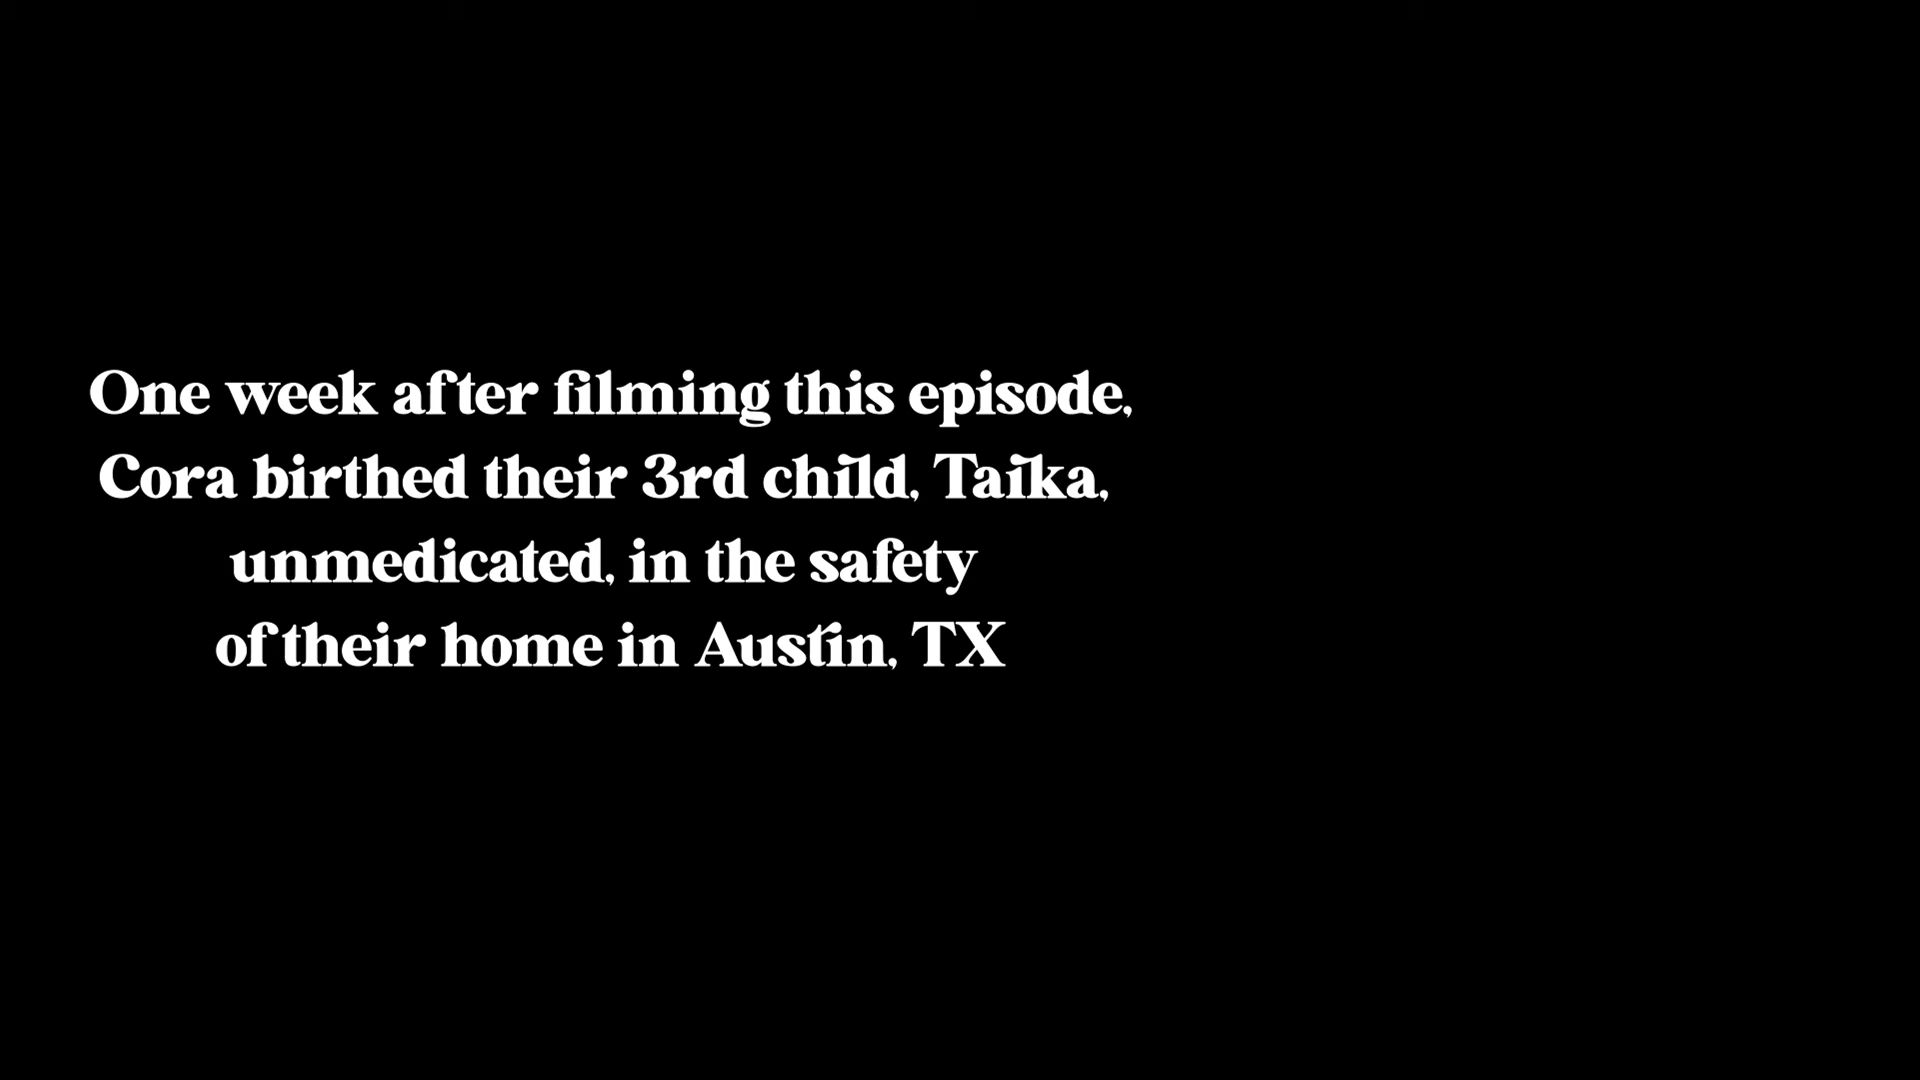 One week after filming this episode,
Cora birthed their 3rd child, Taika,
unmedicated, in the safety
of their home in Austin, TX